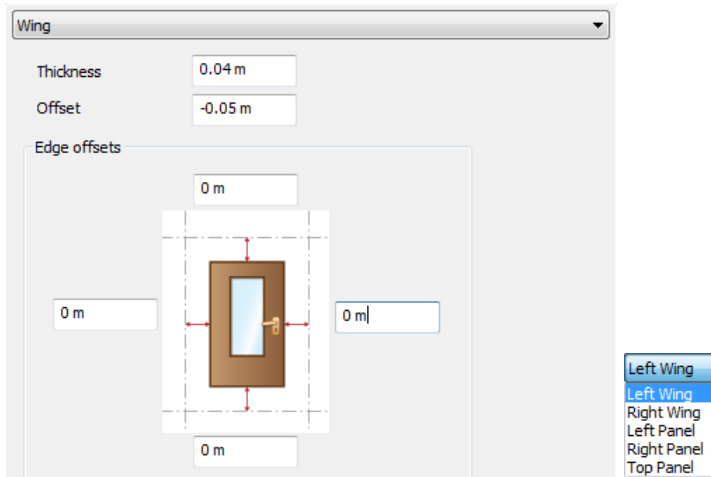 Wing
Thickness 0.04 m
Offset -0.05 m
Edge offsets
0 m
0 m 0 m
0 m
Left Wing
Left Wing
Right Wing
Left Panel
Right Panel
Top Panel